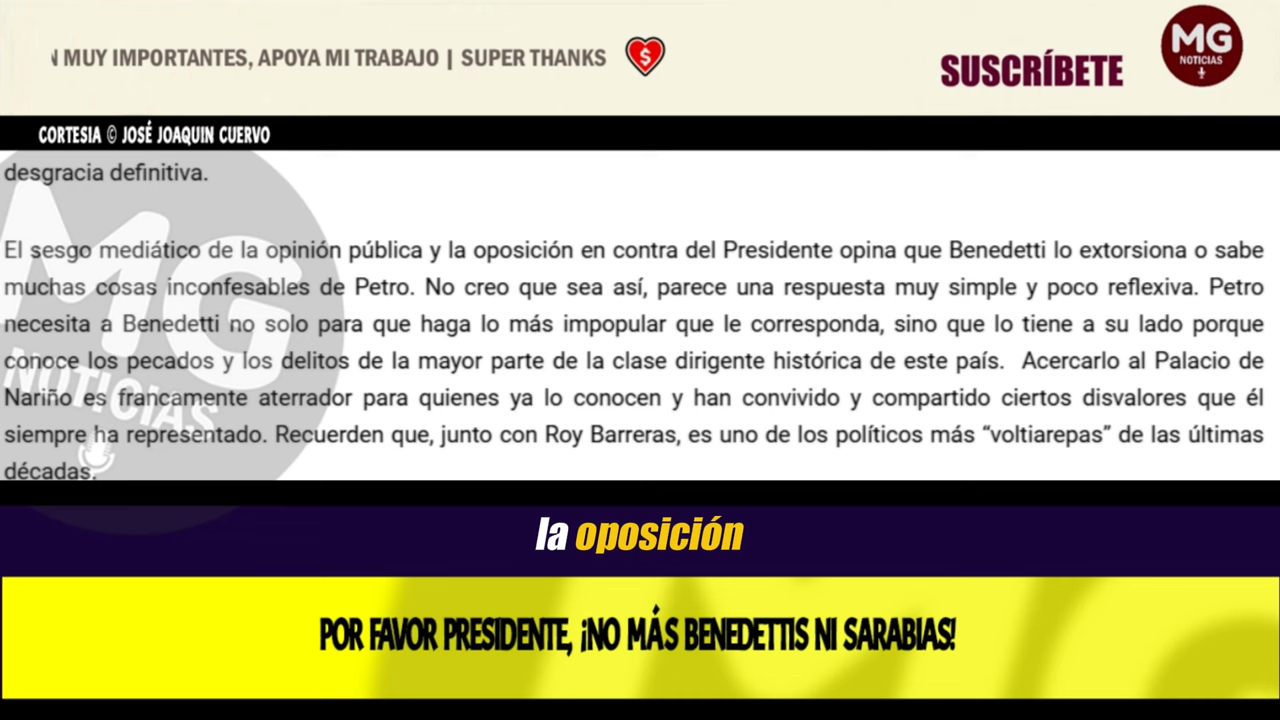 N MUY IMPORTANTES, APOYA MI TRABAJO | SUPER THANKS
SUSCRÍBETE
MG
NOTICIAS
CORTESIA © JOSÉ JOAQUIN CUERVO
desgracia definitiva.
El sesgo mediático de la opinión pública y la oposición en contra del Presidente opina que Benedetti lo extorsiona o sabe
muchas cosas inconfesables de Petro. No creo que sea así, parece una respuesta muy simple y poco reflexiva. Petro
necesita a Benedetti no solo para que haga lo más impopular que le corresponda, sino que lo tiene a su lado porque
conoce los pecados y los delitos de la mayor parte de la clase dirigente histórica de este país. Acercarlo al Palacio de
Nariño es francamente aterrador para quienes ya lo conocen y han convivido y compartido ciertos disvalores que él
siempre ha representado. Recuerden que, junto con Roy Barreras, es uno de los políticos más “voltiarepas” de las últimas
décadas.
MG
NOTICIAS
la oposición
POR FAVOR PRESIDENTE, ¡NO MÁS BENEDETTIS NI SARABIAS!